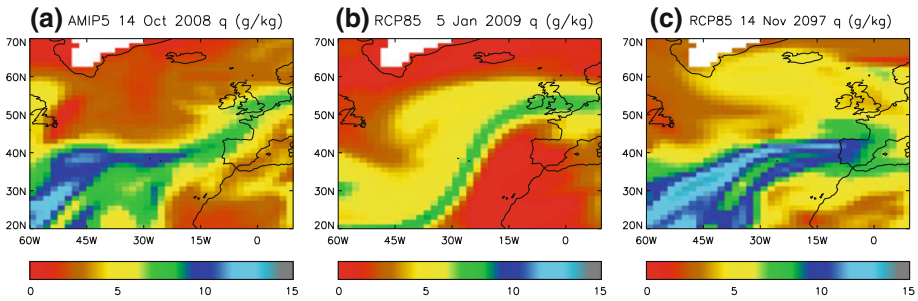 (a) AMIP5 14 Oct 2008 q (g/kg)
70N
60N
50N
40N
30N
20N
60W 45W 30W 15W 0
0 5 10 15
(b) RCP85 5 Jan 2009 q (g/kg)
70N
60N
50N
40N
30N
20N
60W 45W 30W 15W 0
0 5 10 15
(c) RCP85 14 Nov 2097 q (g/kg)
70N
60N
50N
40N
30N
20N
60W 45W 30W 15W 0
0 5 10 15